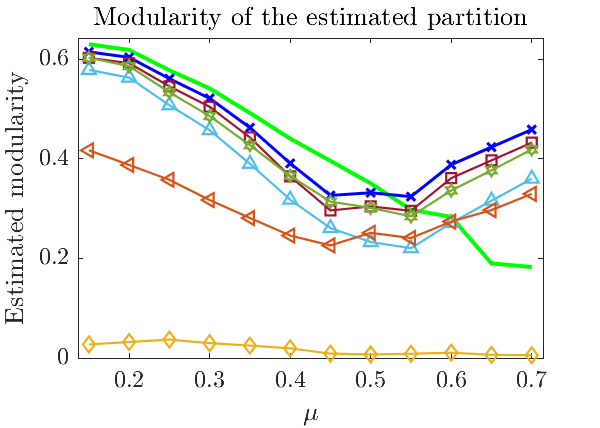 Modularity of the estimated partition
Estimated modularity
0.6
0.4
0.2
0
0.2 0.3 0.4 0.5 0.6 0.7
μ